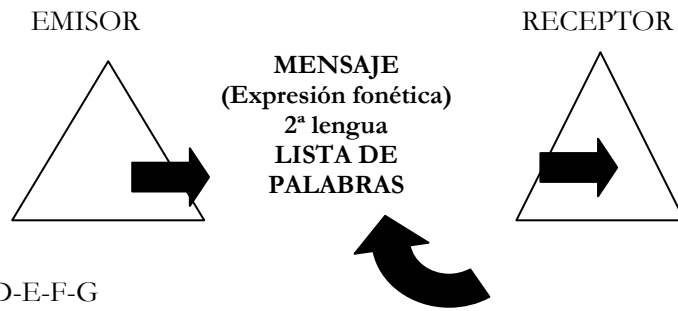 EMISOR
RECEPTOR
MENSAJE
(Expresión fonética)
2ª lengua
LISTA DE
PALABRAS
-E-F-G